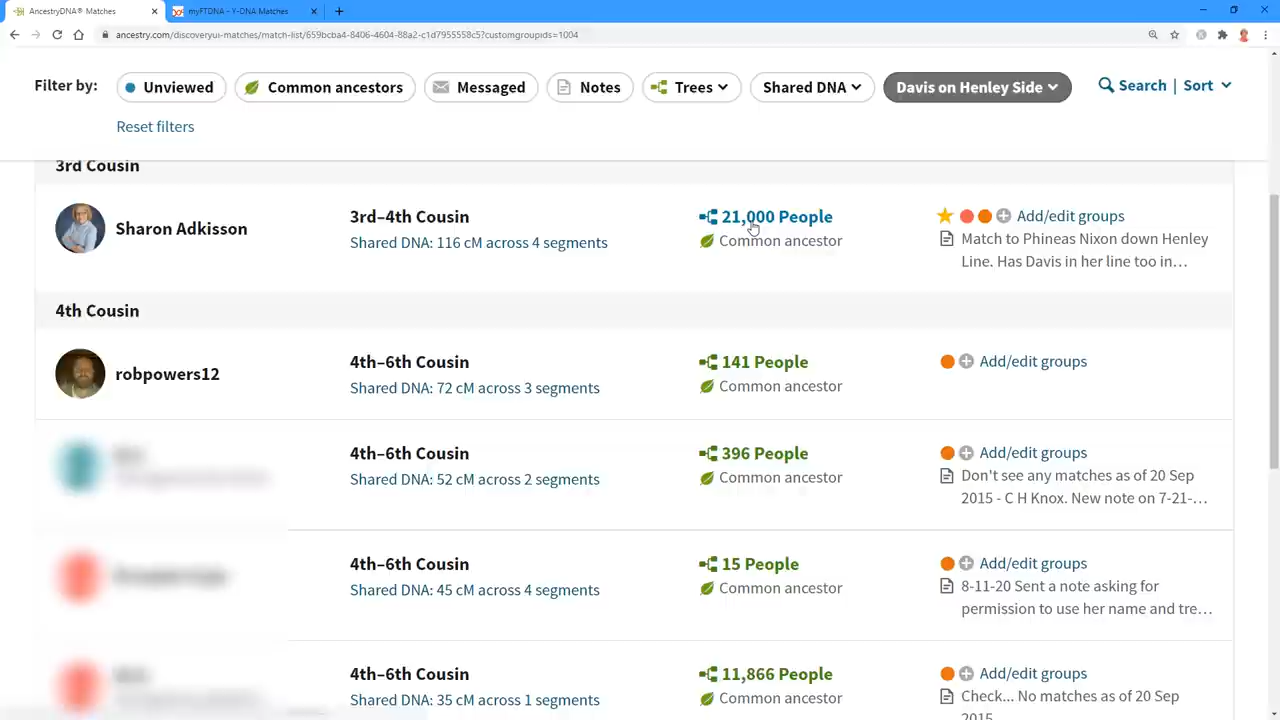 AncestryDNA® Matches
myFTDNA - Y-DNA Matches
ancestry.com/discoveryui-matches/match-list/659bcba4-8406-4604-88a2-c1d7955558c5?customgroupids=1004
Filter by:
Unviewed
Common ancestors
Messaged
Notes
Trees
Shared DNA
Davis on Henley Side
Search | Sort
Reset filters
3rd Cousin
Sharon Adkisson
3rd–4th Cousin
Shared DNA: 116 cM across 4 segments
21,000 People
Common ancestor
Add/edit groups
Match to Phineas Nixon down Henley
Line. Has Davis in her line too in…
4th Cousin
robpowers12
4th–6th Cousin
Shared DNA: 72 cM across 3 segments
141 People
Common ancestor
Add/edit groups
4th–6th Cousin
Shared DNA: 52 cM across 2 segments
396 People
Common ancestor
Add/edit groups
Don't see any matches as of 20 Sep
2015 - C H Knox. New note on 7-21-…
4th–6th Cousin
Shared DNA: 45 cM across 4 segments
15 People
Common ancestor
Add/edit groups
8-11-20 Sent a note asking for
permission to use her name and tre…
4th–6th Cousin
Shared DNA: 35 cM across 1 segments
11,866 People
Common ancestor
Add/edit groups
Check... No matches as of 20 Sep
2015